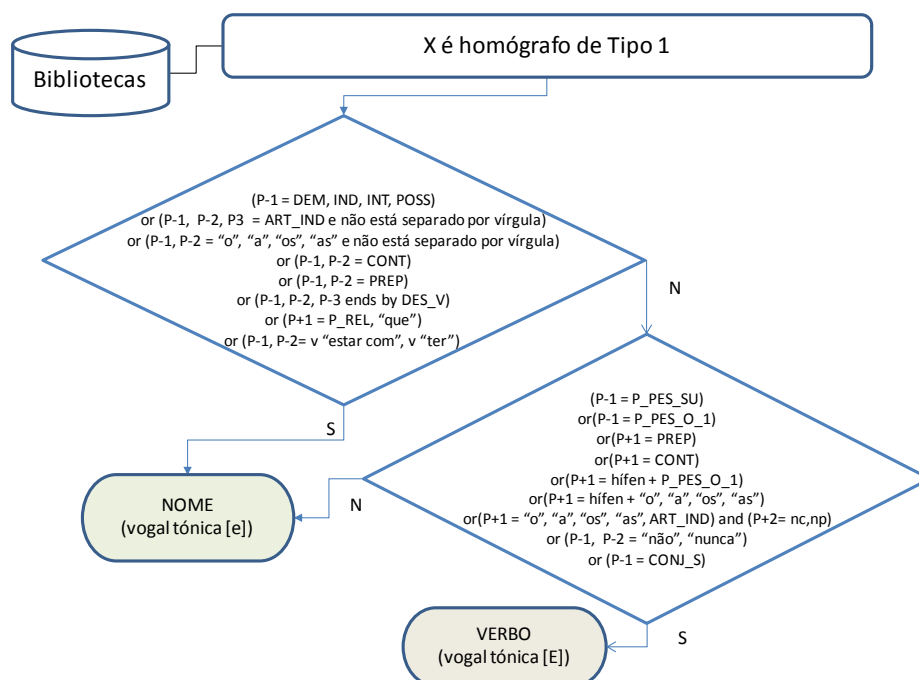 X é homógrafo de Tipo 1
Bibliotecas
(P-1 = DEM, IND, INT, POSS)
or (P-1, P-2, P3 = ART_IND e não está separado por vírgula)
or (P-1, P-2 = “o”, “a”, “os”, “as” e não está separado por vírgula)
or (P-1, P-2 = CONT)
or (P-1, P-2 = PREP)
or (P-1, P-2, P-3 ends by DES_V)
or (P+1 = P_REL, “que”)
or (P-1, P-2= v “estar com”, v “ter”)
N
S
(P-1 = P_PES_SU)
or(P-1 = P_PES_O_1)
or(P+1 = PREP)
or(P+1 = CONT)
or(P+1 = hífen + P_PES_O_1)
or(P+1 = hífen + “o”, “a”, “os”, “as”)
or(P+1 = “o”, “a”, “os”, “as”, ART_IND) and (P+2= nc,np)
or (P-1, P-2 = “não”, “nunca”)
or (P-1 = CONJ_S)
N
NOME
(vogal tónica [e])
S
VERBO
(vogal tónica [E])